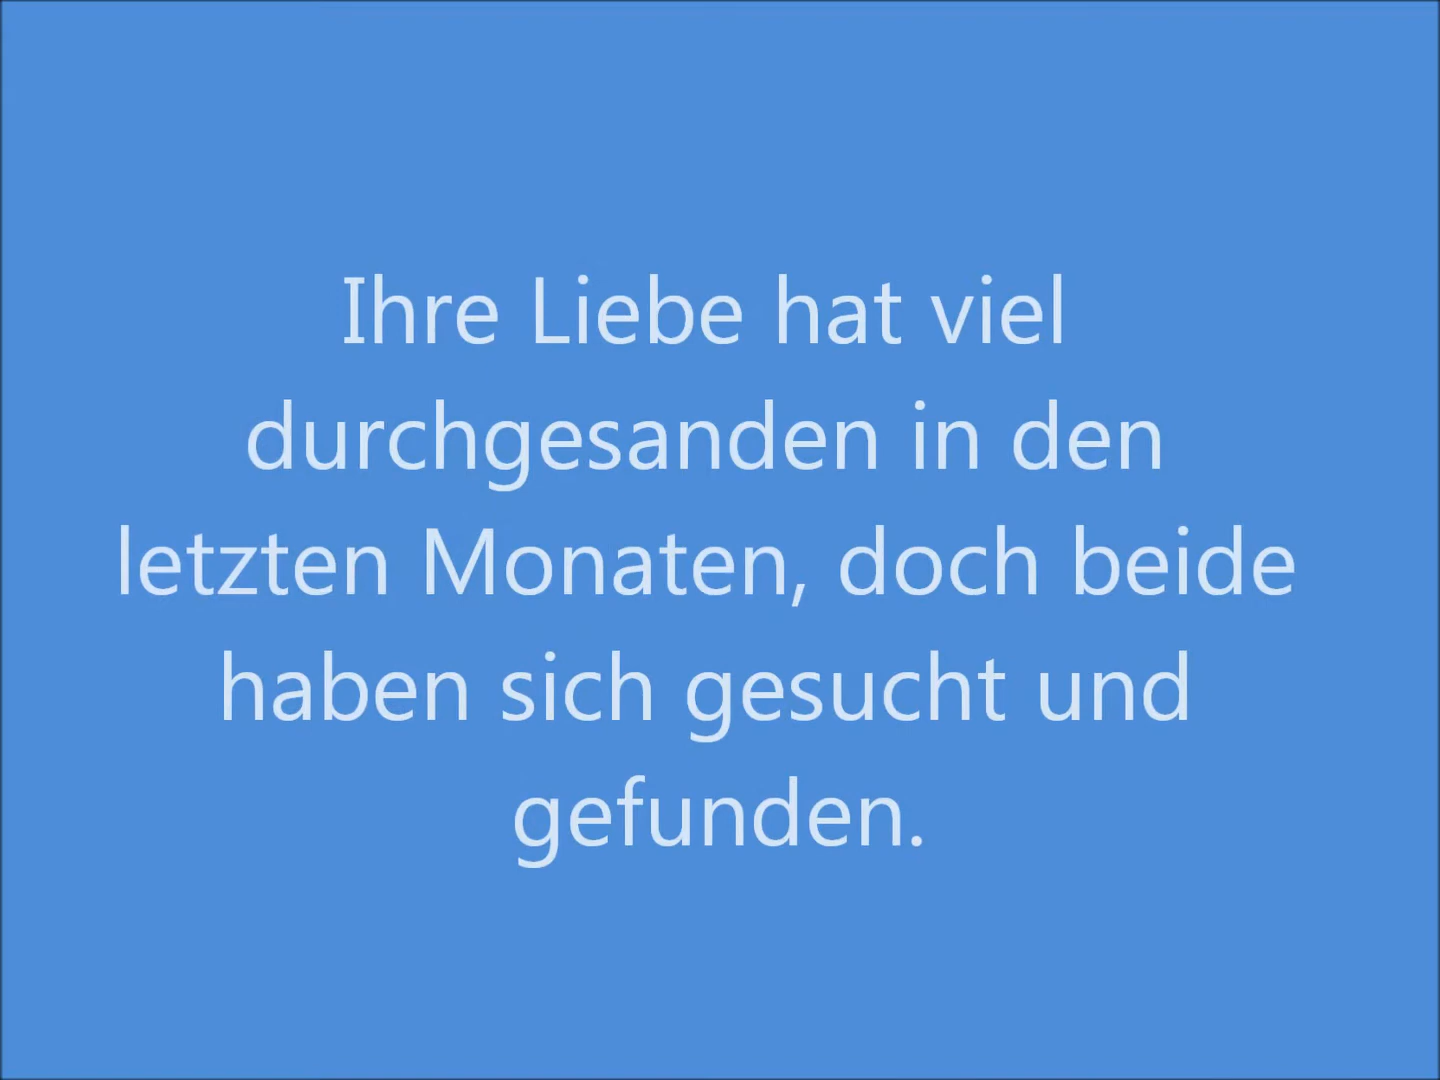 Ihre Liebe hat viel
durchgesanden in den
letzten Monaten, doch beide
haben sich gesucht und
gefunden.